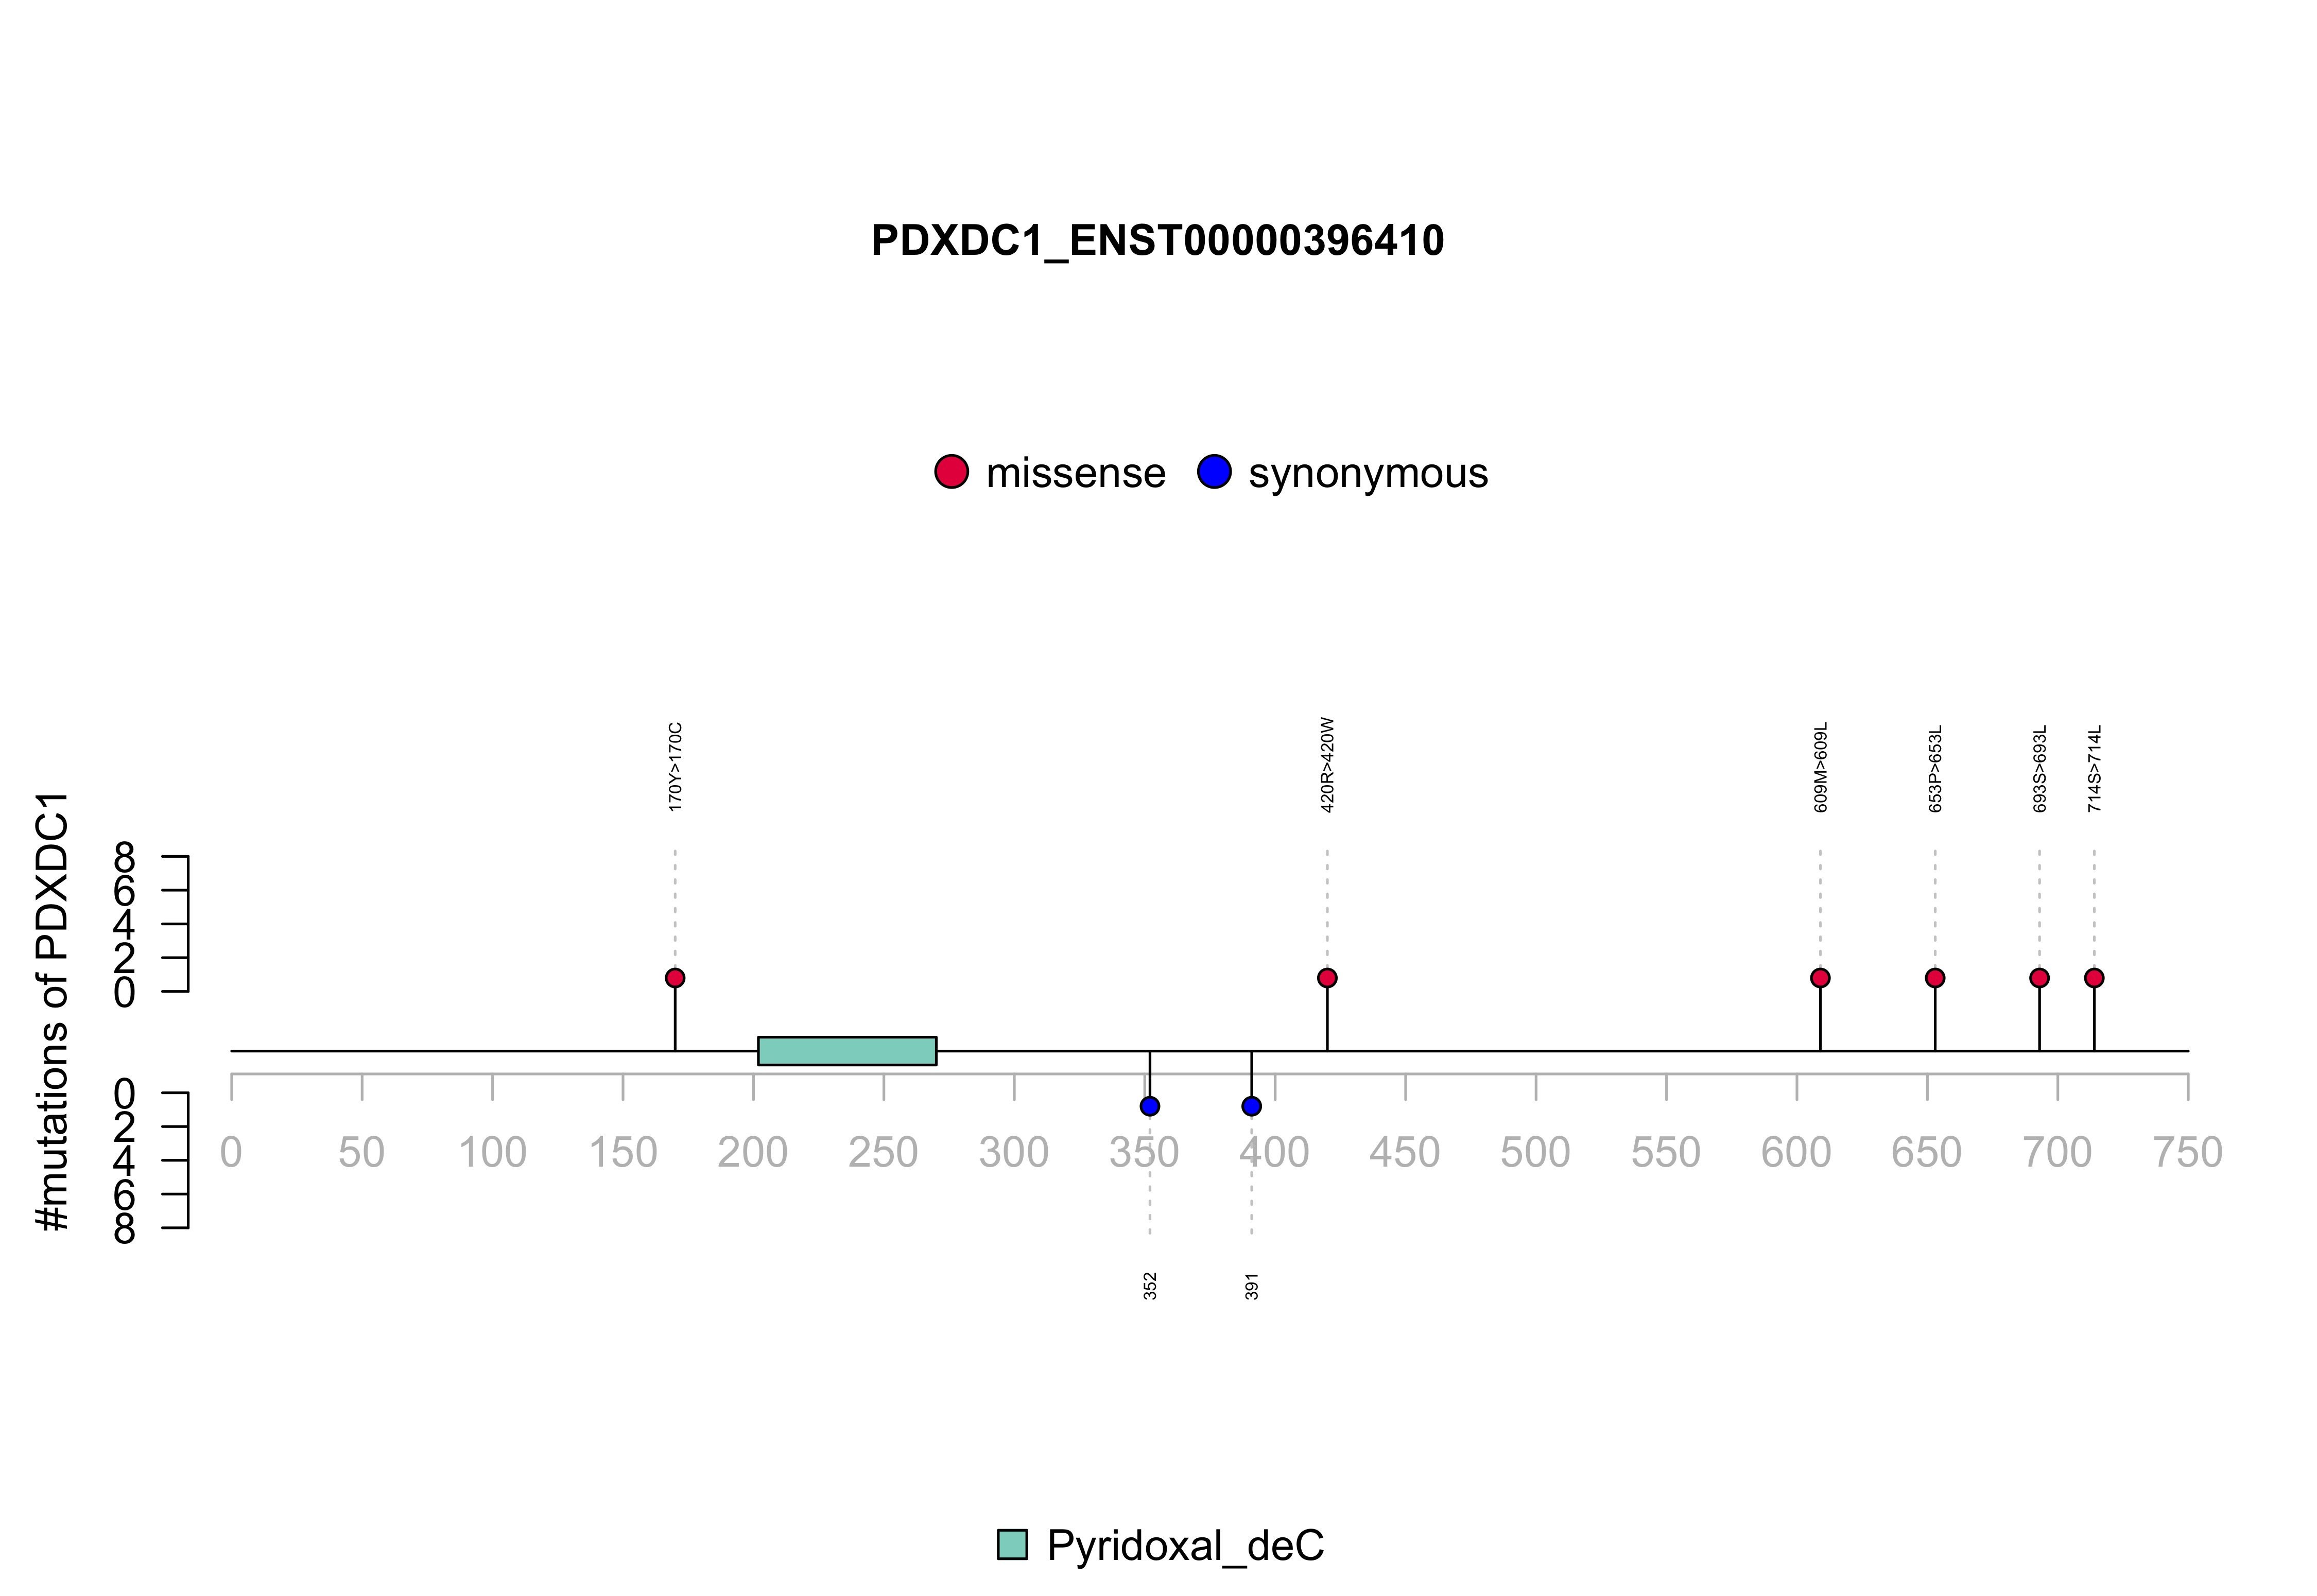 PDXDC1_ENST00000396410
missense synonymous
170Y>170C
420R>420W
609M>609L
653P>653L
693S>693L
714S>714L
#mutations of PDXDC1
8
6
4
2
0
0
2
4
6
8
0 50 100 150 200 250 300 350 400 450 500 550 600 650 700 750
352
391
Pyridoxal_deC